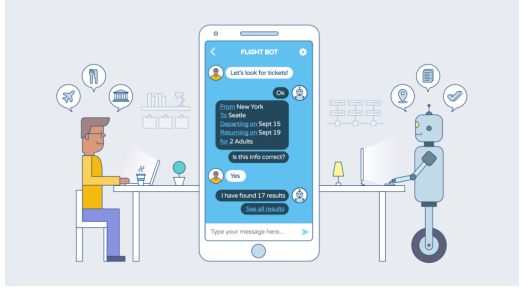 FLIGHT BOT
Let's look for tickets!
Ok
From New York
To Seatle
Departing on Sept 15
Returning on Sept 19
for 2 Adults
Is this info correct?
Yes
I have found 17 results
See all results
Type your message here...